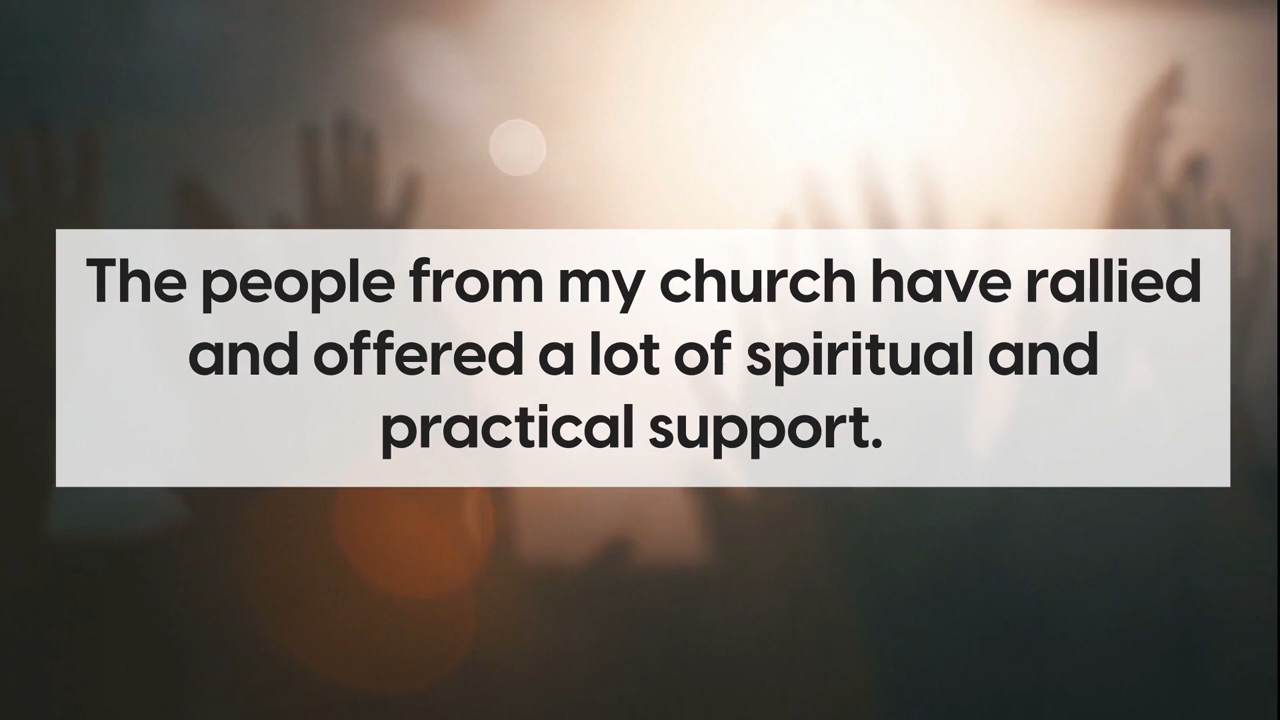 The people from my church have rallied
and offered a lot of spiritual and
practical support.